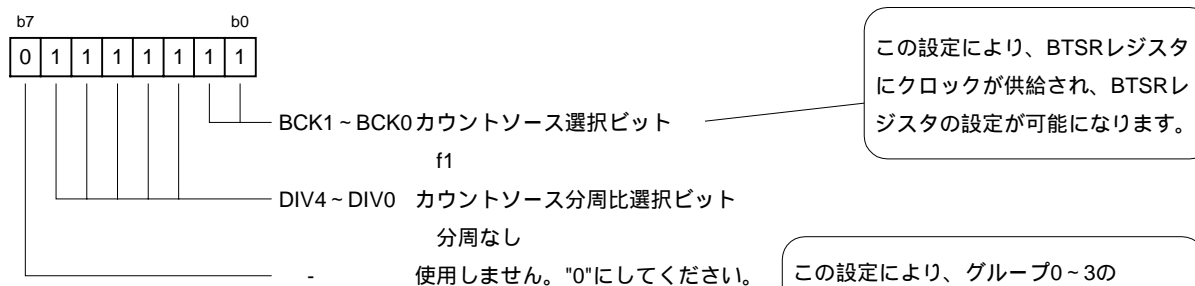 b7 b0
0 1 1 1 1 1 1 1
この設定により、BTSRレジスタ
にクロックが供給され、BTSRレ
ジスタの設定が可能になります。
BCK1～BCK0カウントソース選択ビット
f1
DIV4～DIV0 カウントソース分周比選択ビット
分周なし
- 使用しません。"0"にしてください。
この設定により、グループ0～3の